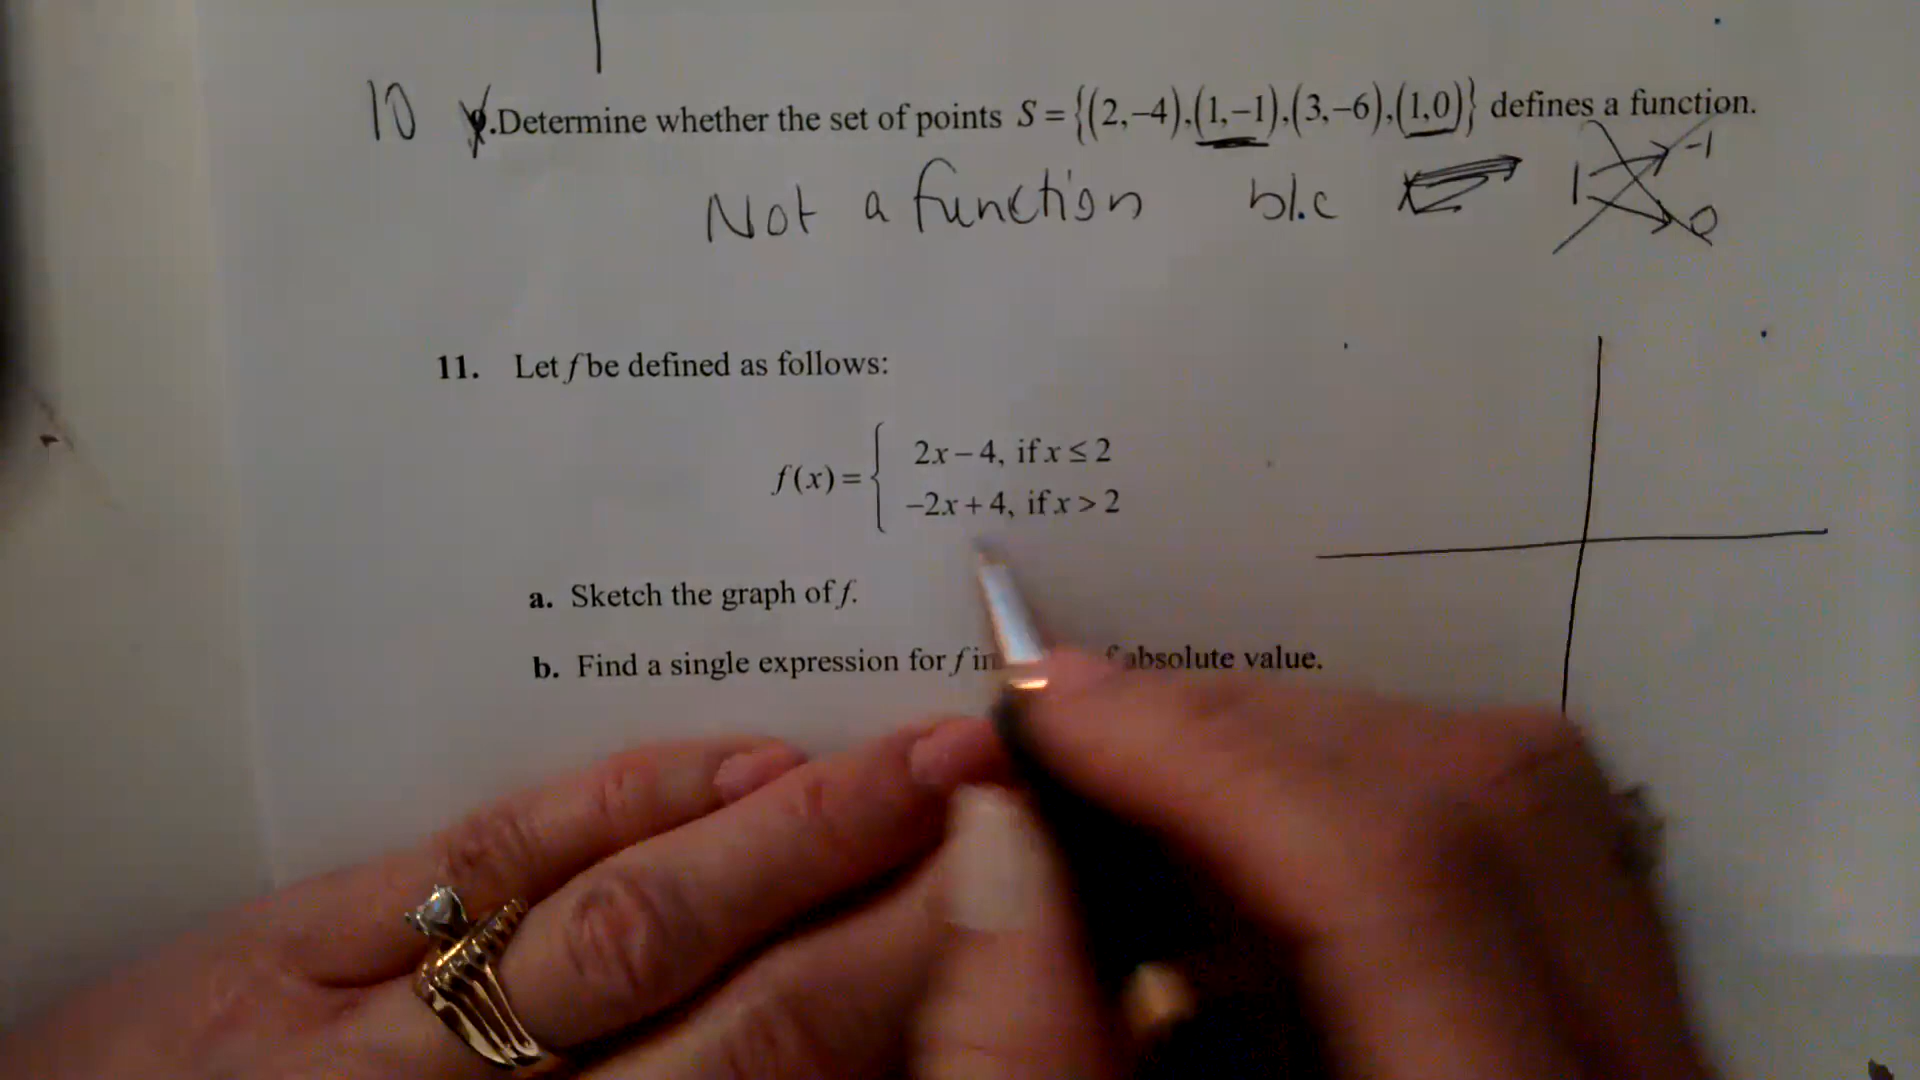 10 9.Determine whether the set of points S = {(2,−4),(1,−1),(3,−6),(1,0)} defines a function.
Not a function b/c 1 -1 0
11. Let f be defined as follows:
f(x) = { 2x − 4, if x ≤ 2
−2x + 4, if x > 2
a. Sketch the graph of f.
b. Find a single expression for f in absolute value.